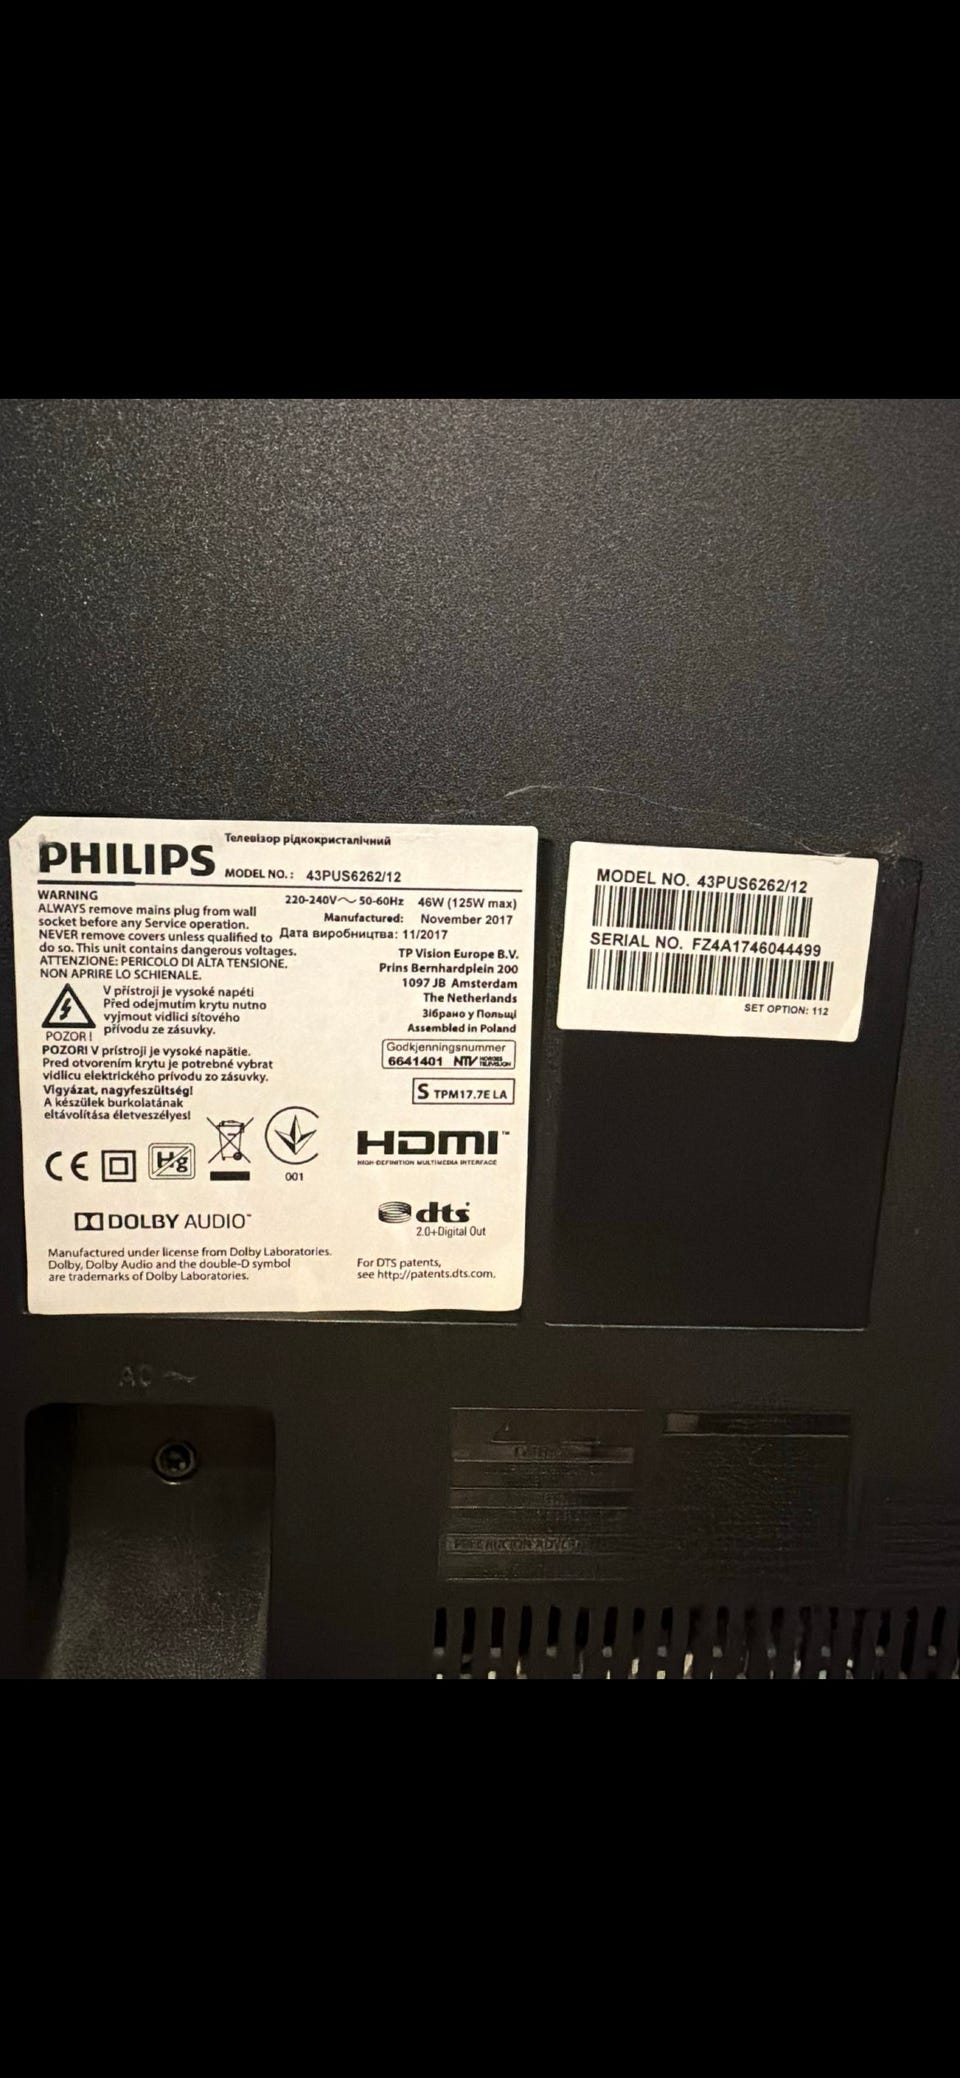 Телевізор рідкокристалічний
PHILIPS
MODEL NO.: 43PUS6262/12
WARNING
ALWAYS remove mains plug from wall
socket before any Service operation.
NEVER remove covers unless qualified to
do so. This unit contains dangerous voltages.
ATTENZIONE: PERICOLO DI ALTA TENSIONE.
NON APRIRE LO SCHIENALE.
V přístroji je vysoké napětí
Před odejmutím krytu nutno
vyjmout vidlici síťového
přívodu ze zásuvky.
POZOR !
POZOR! V prístroji je vysoké napätie.
Pred otvorením krytu je potrebné vybrat
vidlicu elektrického prívodu zo zásuvky.
Vigyázat, nagyfeszültség!
A készülek burkolatának
eltávolítása életveszélyes!
220-240V～ 50-60Hz 46W (125W max)
Manufactured: November 2017
Дата виробництва: 11/2017
TP Vision Europe B.V.
Prins Bernhardplein 200
1097 JB Amsterdam
The Netherlands
Зібрано у Польщі
Assembled in Poland
Godkjenningsnummer
6641401 NTV NORGES TELEVISJON
S TPM17.7E LA
CE Hg
001
HDMI™
HIGH-DEFINITION MULTIMEDIA INTERFACE
DOLBY AUDIO™
dts
2.0+Digital Out
Manufactured under license from Dolby Laboratories.
Dolby, Dolby Audio and the double-D symbol
are trademarks of Dolby Laboratories.
For DTS patents,
see http://patents.dts.com.
MODEL NO. 43PUS6262/12
SERIAL NO. FZ4A1746044499
SET OPTION: 112
AC ～